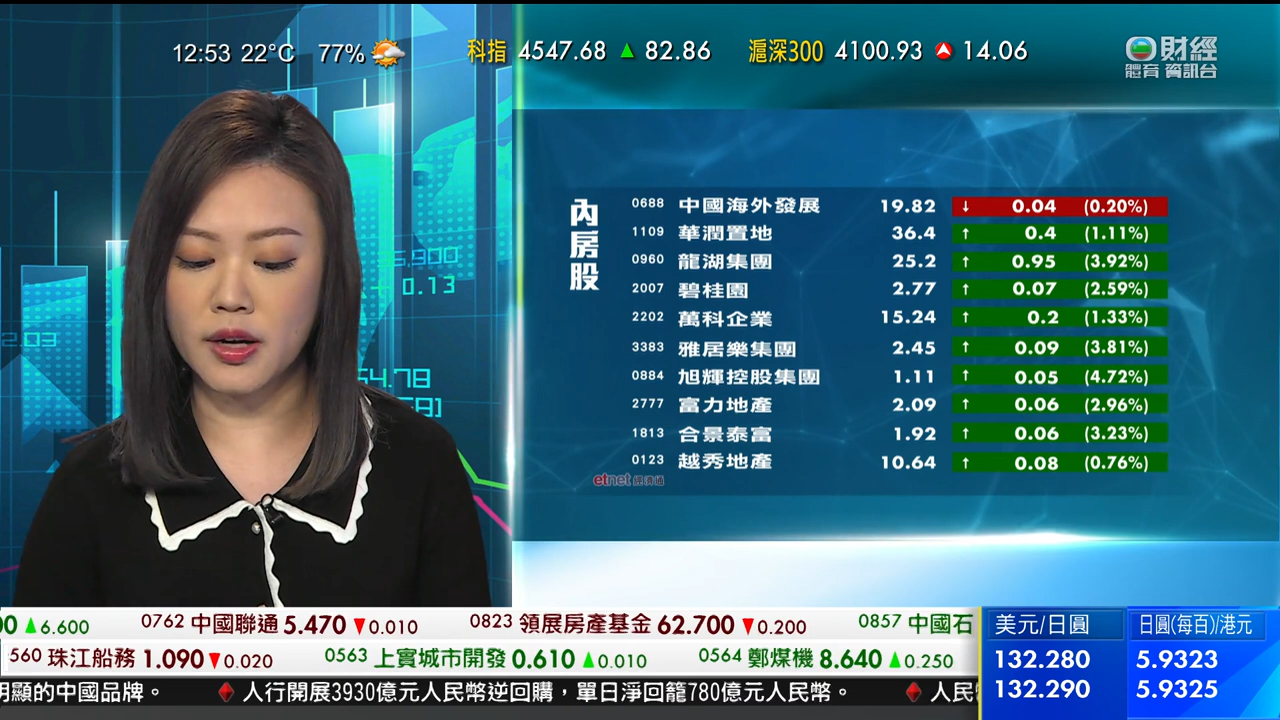 12:53 22°C 77%
科指 4547.68 ▲ 82.86 滬深300 4100.93 ▲ 14.06
財經
體育 資訊台
內房股
0688 中國海外發展 19.82 ↓ 0.04 (0.20%)
1109 華潤置地 36.4 ↑ 0.4 (1.11%)
0960 龍湖集團 25.2 ↑ 0.95 (3.92%)
2007 碧桂園 2.77 ↑ 0.07 (2.59%)
2202 萬科企業 15.24 ↑ 0.2 (1.33%)
3383 雅居樂集團 2.45 ↑ 0.09 (3.81%)
0884 旭輝控股集團 1.11 ↑ 0.05 (4.72%)
2777 富力地產 2.09 ↑ 0.06 (2.96%)
1813 合景泰富 1.92 ↑ 0.06 (3.23%)
0123 越秀地產 10.64 ↑ 0.08 (0.76%)
etnet 經濟通
5,900
0.13
2.03
54.78
0 ▲ 6.600 0762 中國聯通 5.470 ▼ 0.010 0823 領展房產基金 62.700 ▼ 0.200 0857 中國石
560 珠江船務 1.090 ▼ 0.020 0563 上實城市開發 0.610 ▲ 0.010 0564 鄭煤機 8.640 ▲ 0.250
明顯的中國品牌。 ♦ 人行開展3930億元人民幣逆回購，單日淨回籠780億元人民幣。 ♦ 人民
美元/日圓
132.280
132.290
日圓(每百)/港元
5.9323
5.9325